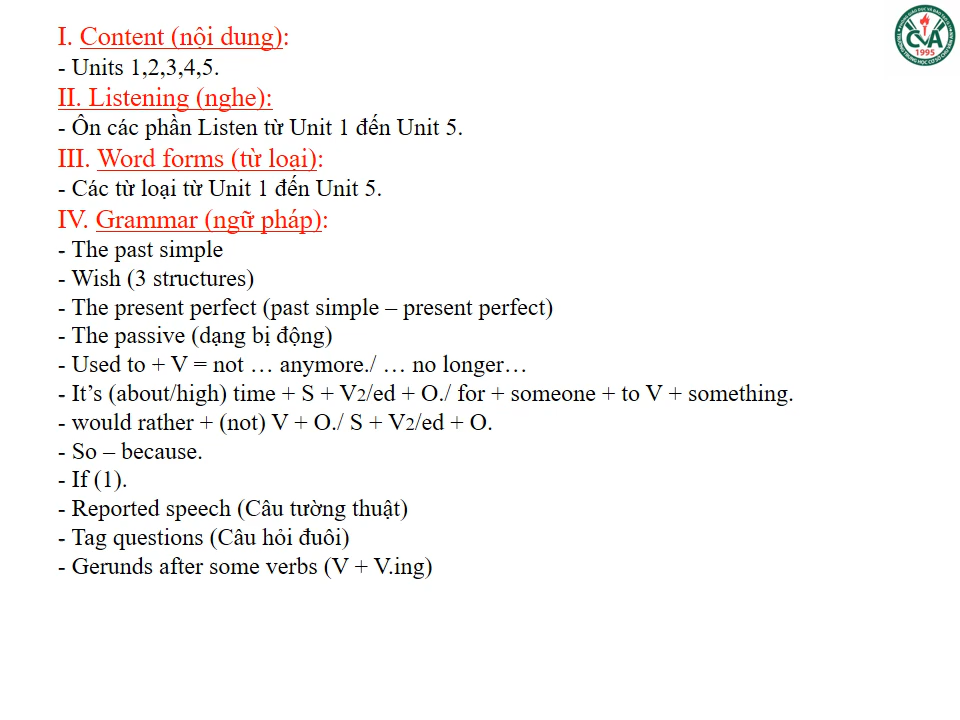 I. Content (nội dung):
- Units 1,2,3,4,5.
II. Listening (nghe):
- Ôn các phần Listen từ Unit 1 đến Unit 5.
III. Word forms (từ loại):
- Các từ loại từ Unit 1 đến Unit 5.
IV. Grammar (ngữ pháp):
- The past simple
- Wish (3 structures)
- The present perfect (past simple – present perfect)
- The passive (dạng bị động)
- Used to + V = not … anymore./ … no longer…
- It’s (about/high) time + S + V2/ed + O./ for + someone + to V + something.
- would rather + (not) V + O./ S + V2/ed + O.
- So – because.
- If (1).
- Reported speech (Câu tường thuật)
- Tag questions (Câu hỏi đuôi)
- Gerunds after some verbs (V + V.ing)
CVA
1995